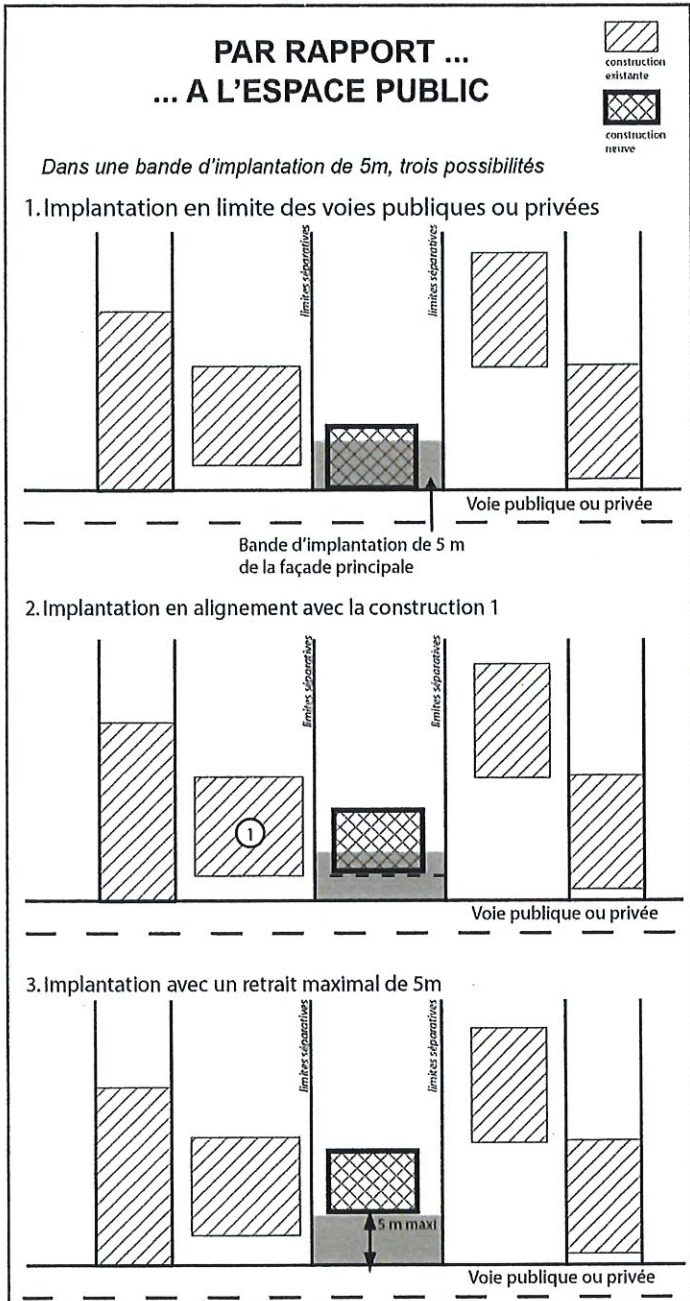 PAR RAPPORT ...
... A L'ESPACE PUBLIC
construction
existante
construction
neuve
Dans une bande d'implantation de 5m, trois possibilités
1. Implantation en limite des voies publiques ou privées
limites séparatives
limites séparatives
Voie publique ou privée
Bande d'implantation de 5 m
de la façade principale
2. Implantation en alignement avec la construction 1
limites séparatives
limites séparatives
1
Voie publique ou privée
3. Implantation avec un retrait maximal de 5m
limites séparatives
limites séparatives
5 m maxi
Voie publique ou privée